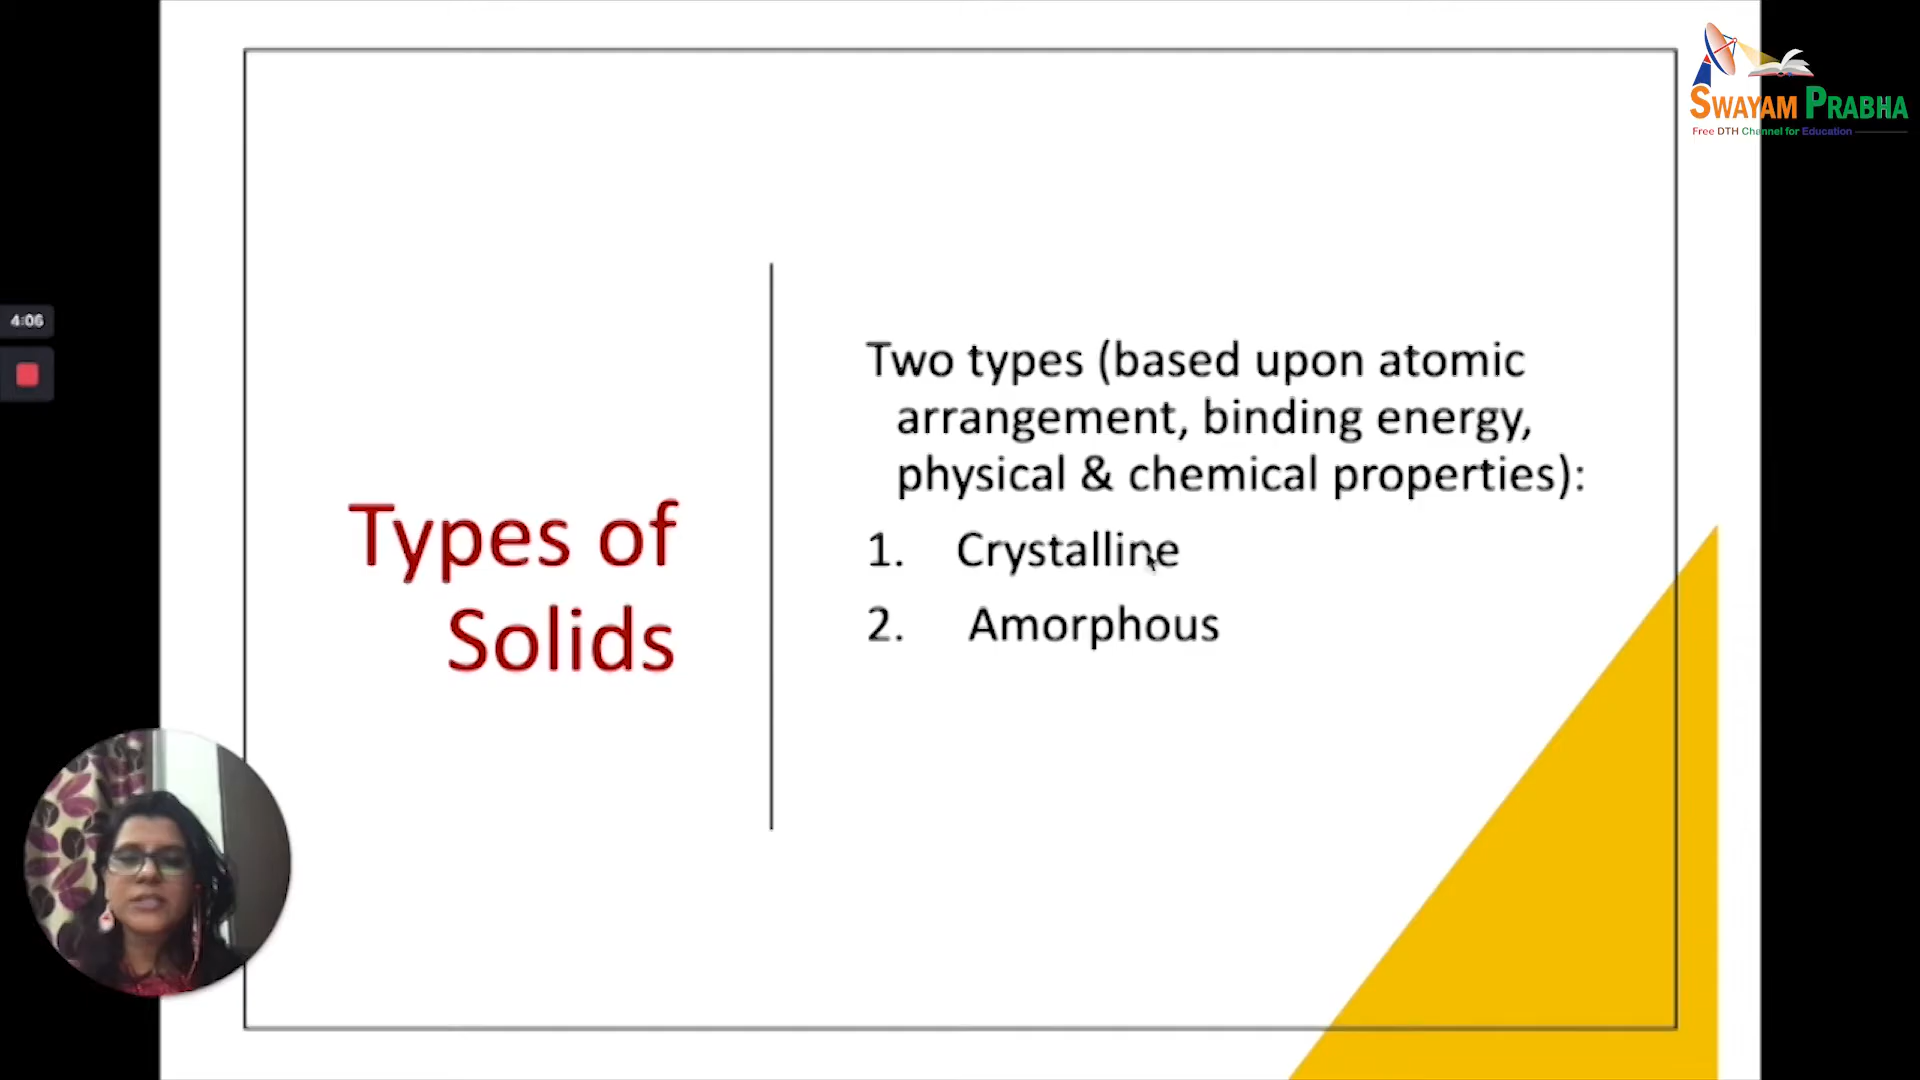 SWAYAM PRABHA
Free DTH Channel for Education
4:06
Types of
Solids
Two types (based upon atomic
arrangement, binding energy,
physical & chemical properties):
1. Crystalline
2. Amorphous